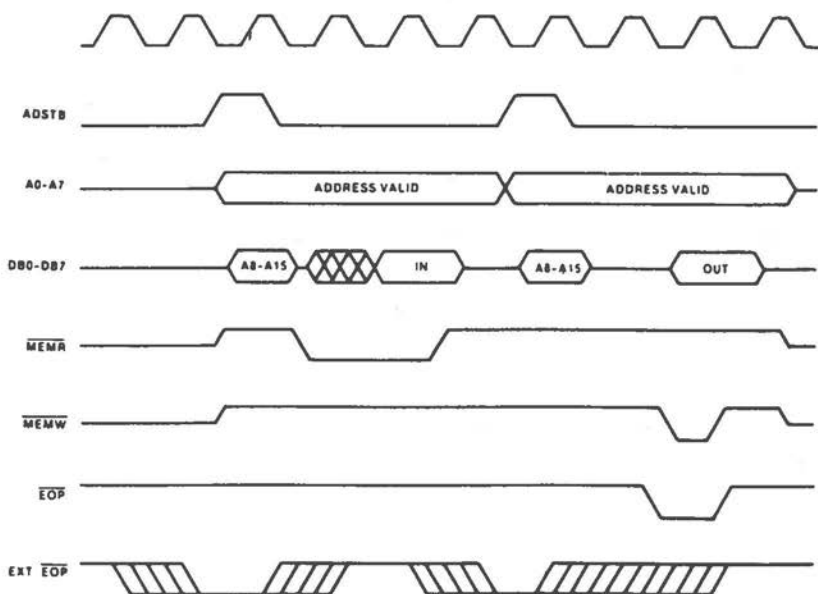 ADSTB
A0-A7 ADDRESS VALID ADDRESS VALID
DB0-DB7 A8-A15 IN A8-A15 OUT
MEMR
MEMW
EOP
EXT EOP